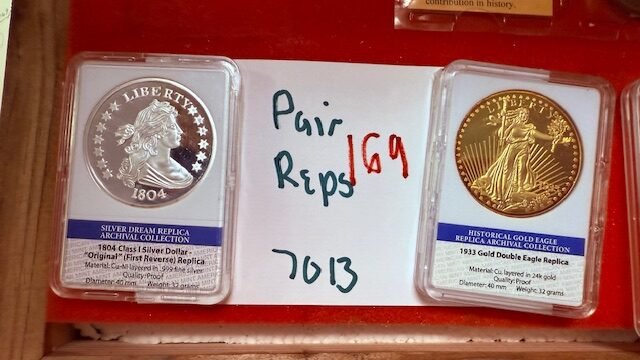 contribution in history.
LIBERTY
1804
SILVER DREAM REPLICA
ARCHIVAL COLLECTION
1804 Class I Silver Dollar -
"Original" (First Reverse) Replica
Material: Cu-Ni layered in .999 fine silver
Quality: Proof
Diameter: 40 mm Weight: 32 grams
Pair
Reps
169
7013
LIBERTY
HISTORICAL GOLD EAGLE
REPLICA ARCHIVAL COLLECTION
1933 Gold Double Eagle Replica
Material: Cu, layered in 24k gold
Quality: Proof
Diameter: 40 mm Weight: 32 grams